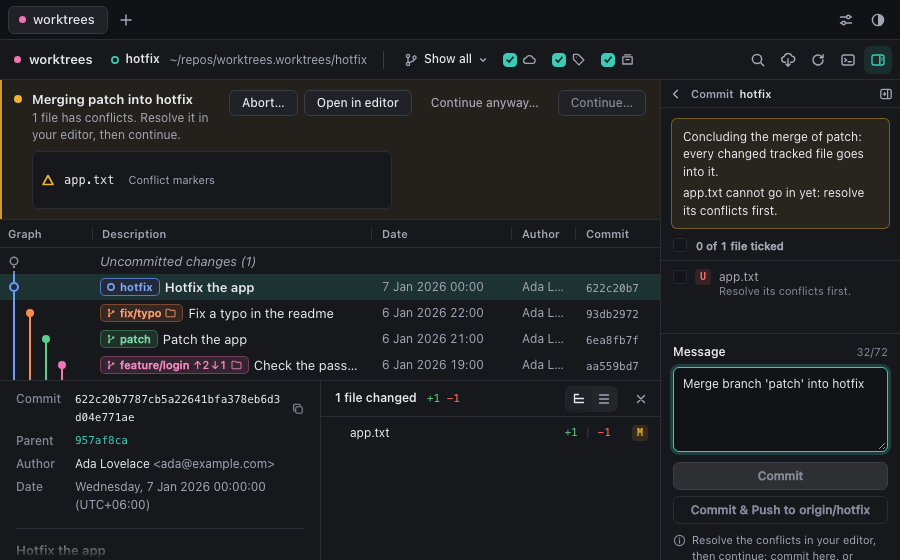 worktrees
worktrees hotfix ~/repos/worktrees.worktrees/hotfix Show all
Merging patch into hotfix
1 file has conflicts. Resolve it in
your editor, then continue.
Abort... Open in editor Continue anyway... Continue...
app.txt Conflict markers
Graph Description Date Author Commit
Uncommitted changes (1)
hotfix Hotfix the app 7 Jan 2026 00:00 Ada L... 622c20b7
fix/typo Fix a typo in the readme 6 Jan 2026 22:00 Ada L... 93db2972
patch Patch the app 6 Jan 2026 21:00 Ada L... 6ea8fb7f
feature/login ↑2↓1 Check the pass... 6 Jan 2026 19:00 Ada L... aa559bd7
Commit 622c20b7787cb5a22641bfa378eb6d3
d04e771ae
Parent 957af8ca
Author Ada Lovelace <ada@example.com>
Date Wednesday, 7 Jan 2026 00:00:00
(UTC+06:00)
Hotfix the app
1 file changed +1 −1
app.txt +1 −1 M
Commit hotfix
Concluding the merge of patch:
every changed tracked file goes
into it.
app.txt cannot go in yet: resolve
its conflicts first.
0 of 1 file ticked
U app.txt
Resolve its conflicts first.
Message 32/72
Merge branch 'patch' into hotfix
Commit
Commit & Push to origin/hotfix
Resolve the conflicts in your editor,
then continue: commit here, or